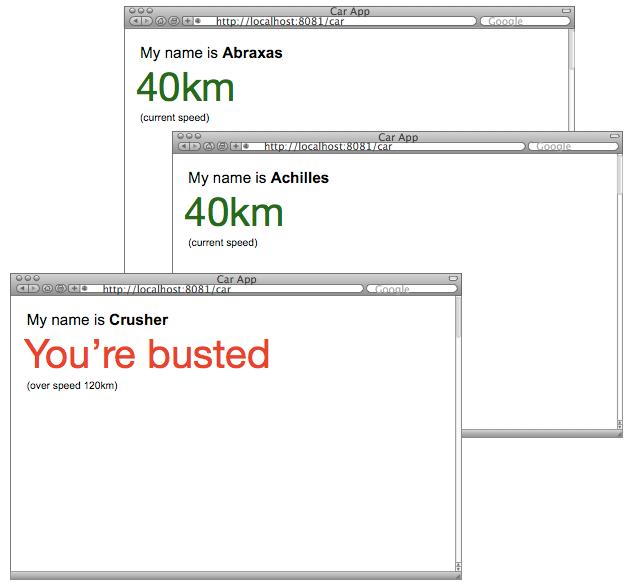 Car App
http://localhost:8081/car
Google
My name is Abraxas
40km
(current speed)
Car App
http://localhost:8081/car
Google
My name is Achilles
40km
(current speed)
Car App
http://localhost:8081/car
Google
My name is Crusher
You're busted
(over speed 120km)